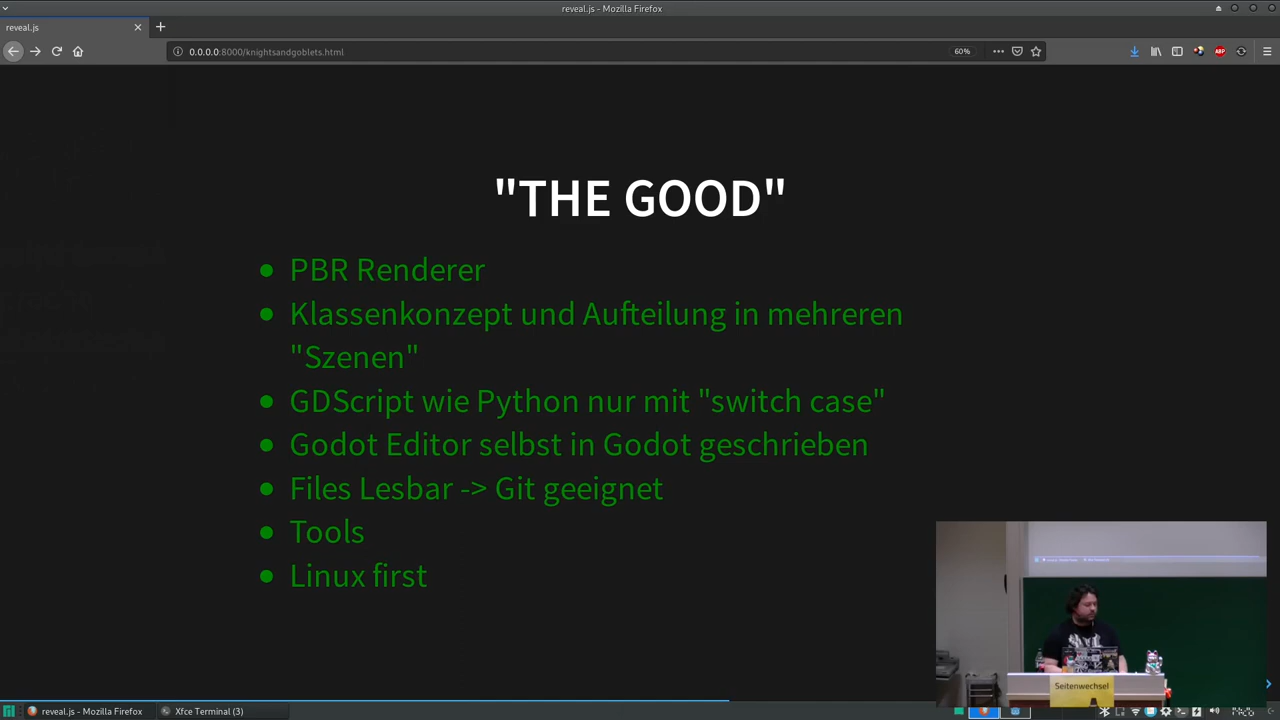 reveal.js - Mozilla Firefox
reveal.js
0.0.0.0:8000/knightsandgoblets.html
60%
ABP
"THE GOOD"
PBR Renderer
Klassenkonzept und Aufteilung in mehreren
"Szenen"
GDScript wie Python nur mit "switch case"
Godot Editor selbst in Godot geschrieben
Files Lesbar -> Git geeignet
Tools
Linux first
Seitenwechsel
reveal.js - Mozilla Firefox
Xfce Terminal (3)